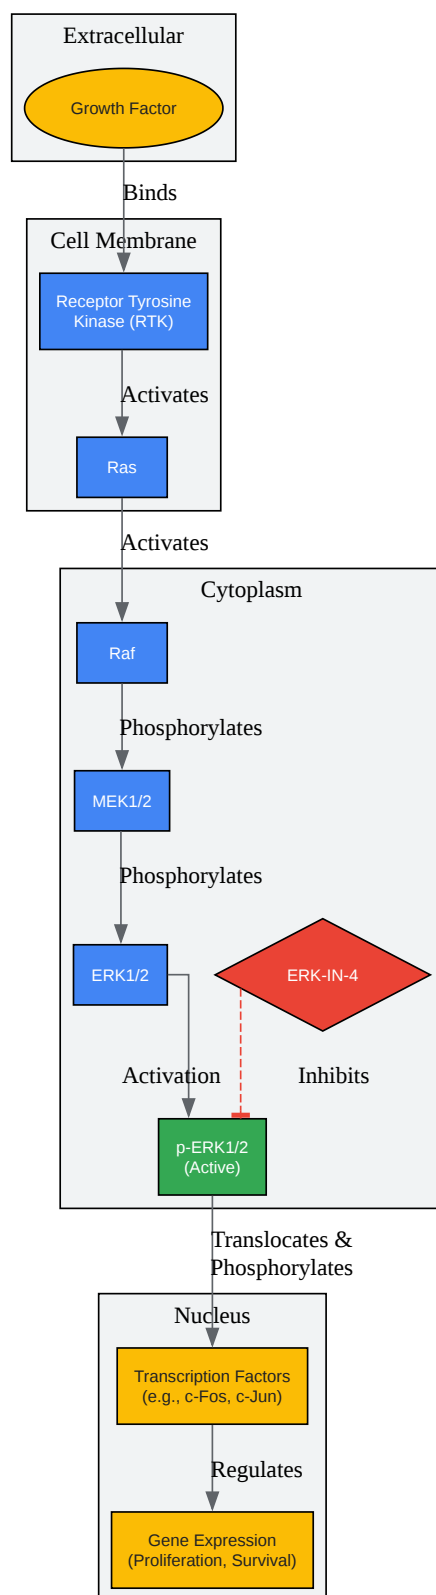 Extracellular
Growth Factor
Binds
Cell Membrane
Receptor Tyrosine
Kinase (RTK)
Activates
Ras
Activates
Cytoplasm
Raf
Phosphorylates
MEK1/2
Phosphorylates
ERK1/2
ERK-IN-4
Activation
Inhibits
p-ERK1/2
(Active)
Translocates &
Phosphorylates
Nucleus
Transcription Factors
(e.g., c-Fos, c-Jun)
Regulates
Gene Expression
(Proliferation, Survival)